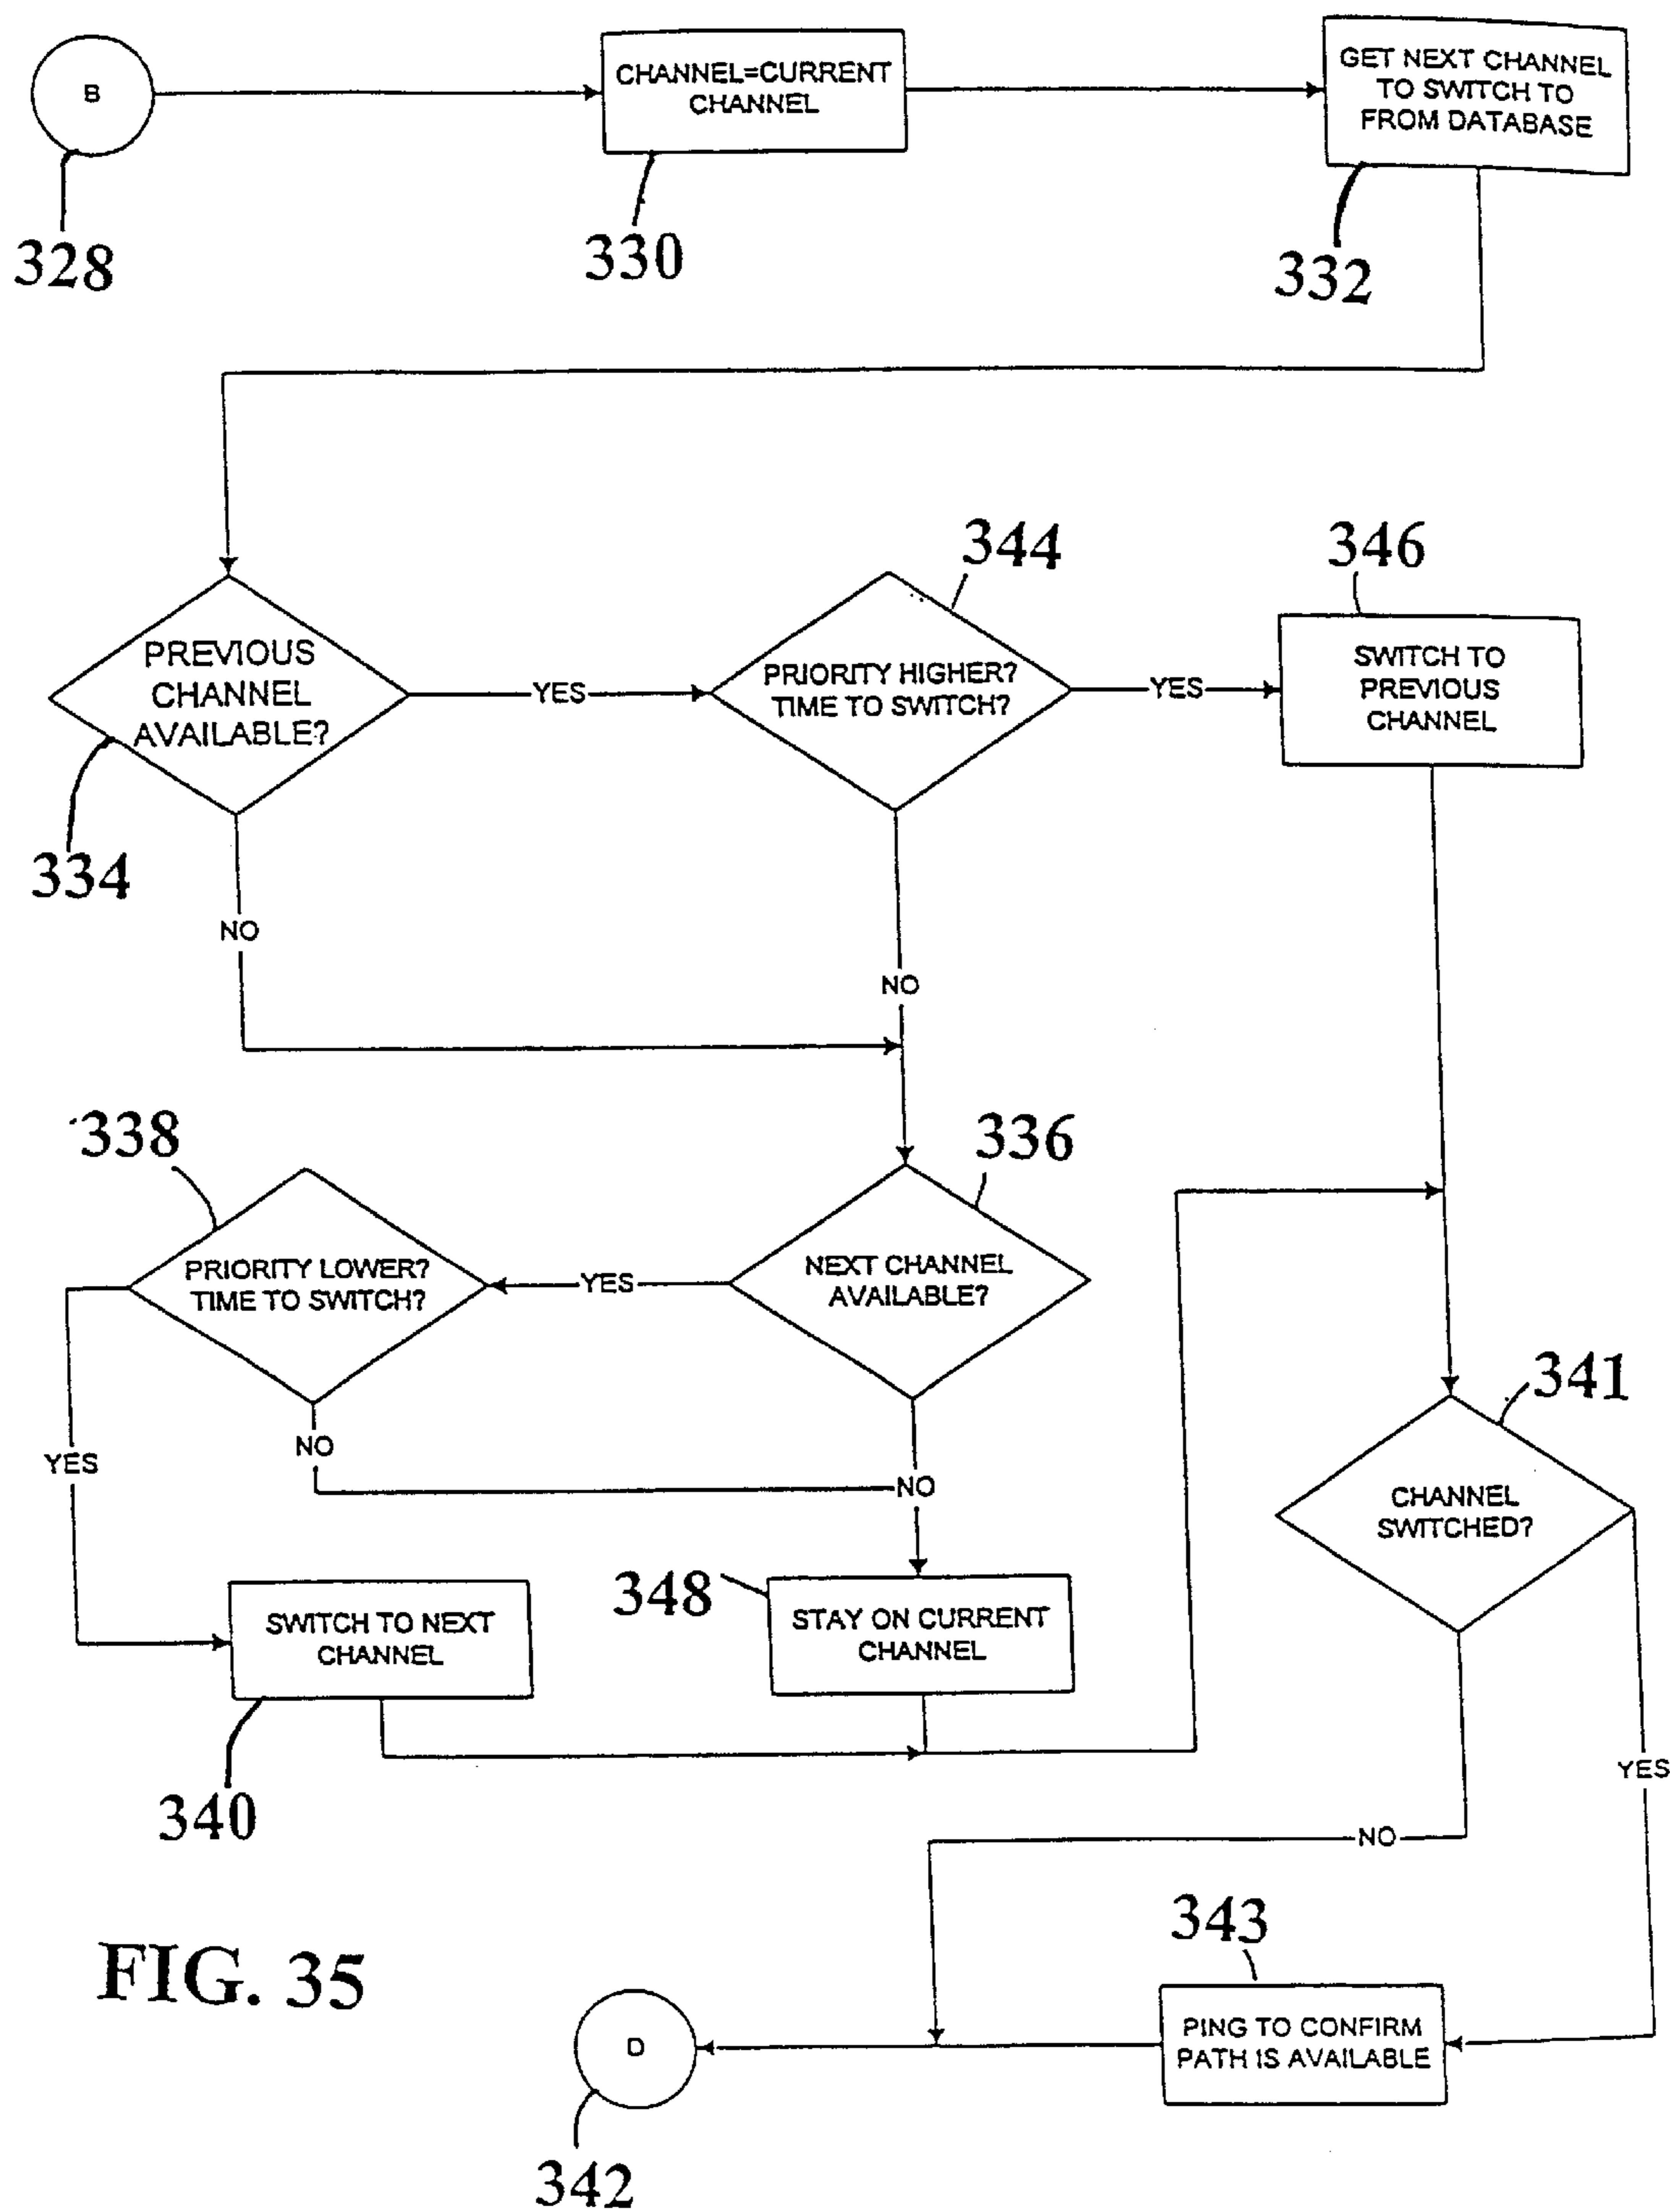 B
CHANNEL=CURRENT
CHANNEL
GET NEXT CHANNEL
TO SWITCH TO
FROM DATABASE
328
330
332
344
346
PREVIOUS
CHANNEL
AVAILABLE?
YES
PRIORITY HIGHER?
TIME TO SWITCH?
YES
SWITCH TO
PREVIOUS
CHANNEL
334
NO
NO
338
336
PRIORITY LOWER?
TIME TO SWITCH?
YES
NEXT CHANNEL
AVAILABLE?
341
YES
NO
NO
CHANNEL
SWITCHED?
SWITCH TO NEXT
CHANNEL
348
STAY ON CURRENT
CHANNEL
340
YES
NO
343
FIG. 35
D
PING TO CONFIRM
PATH IS AVAILABLE
342